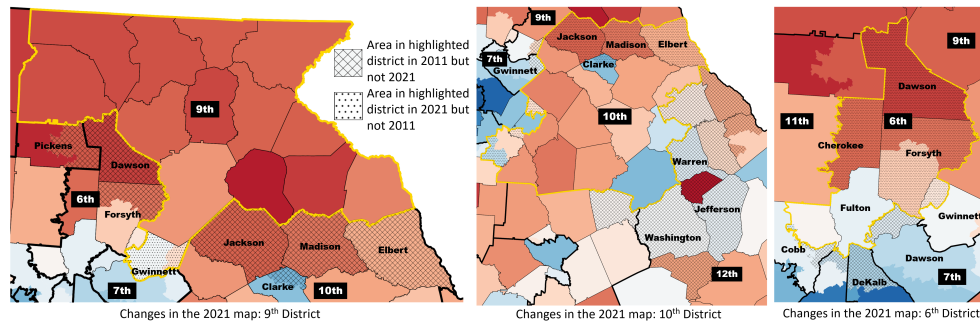 9th
Pickens
Dawson
6th
Forsyth
Gwinnett
7th
Jackson
Madison
Elbert
Clarke
10th
Area in highlighted
district in 2011 but
not 2021
Area in highlighted
district in 2021 but
not 2011
Changes in the 2021 map: 9th District
9th
7th
Gwinnett
Jackson
Madison
Elbert
Clarke
10th
Warren
Jefferson
Washington
12th
Changes in the 2021 map: 10th District
9th
Dawson
11th
6th
Cherokee
Forsyth
Fulton
Gwinnett
Cobb
Dawson
DeKalb
7th
Changes in the 2021 map: 6th District